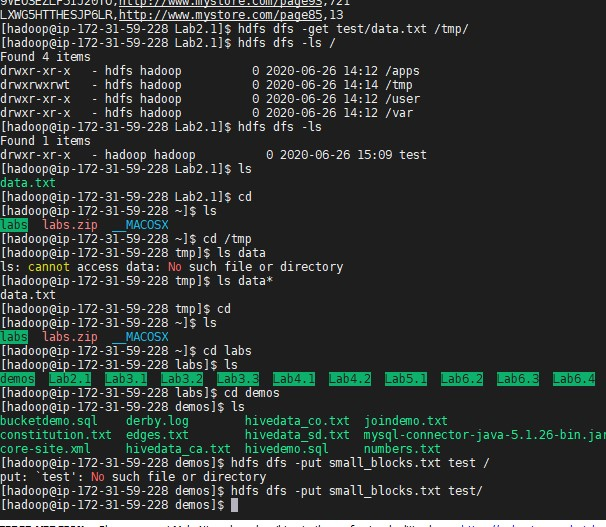 9VEUSEZLF5IJ20TU,http://www.mystore.com/page93,721
LXWG5HTTHESJP6LR,http://www.mystore.com/page85,13
[hadoop@ip-172-31-59-228 Lab2.1]$ hdfs dfs -get test/data.txt /tmp/
[hadoop@ip-172-31-59-228 Lab2.1]$ hdfs dfs -ls /
Found 4 items
drwxr-xr-x   - hdfs hadoop          0 2020-06-26 14:12 /apps
drwxrwxrwt   - hdfs hadoop          0 2020-06-26 14:14 /tmp
drwxr-xr-x   - hdfs hadoop          0 2020-06-26 14:12 /user
drwxr-xr-x   - hdfs hadoop          0 2020-06-26 14:12 /var
[hadoop@ip-172-31-59-228 Lab2.1]$ hdfs dfs -ls
Found 1 items
drwxr-xr-x   - hadoop hadoop          0 2020-06-26 15:09 test
[hadoop@ip-172-31-59-228 Lab2.1]$ ls
data.txt
[hadoop@ip-172-31-59-228 Lab2.1]$ cd
[hadoop@ip-172-31-59-228 ~]$ ls
labs  labs.zip  __MACOSX
[hadoop@ip-172-31-59-228 ~]$ cd /tmp
[hadoop@ip-172-31-59-228 tmp]$ ls data
ls: cannot access data: No such file or directory
[hadoop@ip-172-31-59-228 tmp]$ ls data*
data.txt
[hadoop@ip-172-31-59-228 tmp]$ cd
[hadoop@ip-172-31-59-228 ~]$ ls
labs  labs.zip  __MACOSX
[hadoop@ip-172-31-59-228 ~]$ cd labs
[hadoop@ip-172-31-59-228 labs]$ ls
demos  Lab2.1  Lab3.1  Lab3.2  Lab3.3  Lab4.1  Lab4.2  Lab5.1  Lab6.2  Lab6.3  Lab6.4
[hadoop@ip-172-31-59-228 labs]$ cd demos
[hadoop@ip-172-31-59-228 demos]$ ls
bucketdemo.sql    derby.log        hivedata_co.txt  joindemo.txt
constitution.txt  edges.txt        hivedata_sd.txt  mysql-connector-java-5.1.26-bin.jar
core-site.xml     hivedata_ca.txt  hivedemo.sql     numbers.txt
[hadoop@ip-172-31-59-228 demos]$ hdfs dfs -put small_blocks.txt test /
put: `test': No such file or directory
[hadoop@ip-172-31-59-228 demos]$ hdfs dfs -put small_blocks.txt test/
[hadoop@ip-172-31-59-228 demos]$